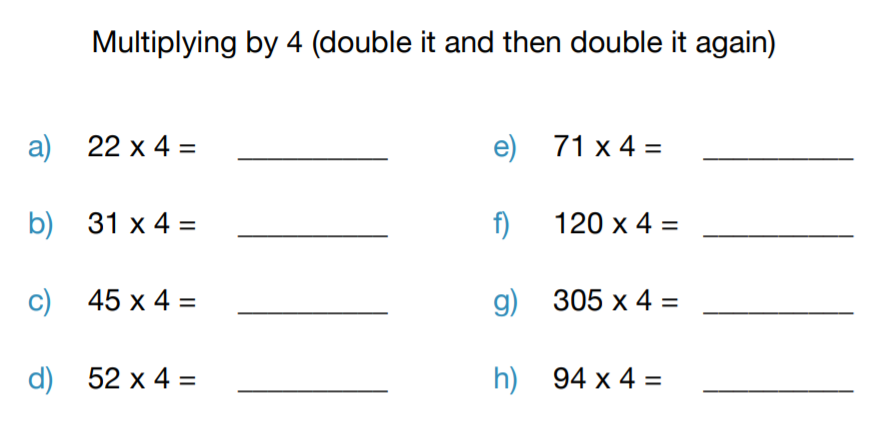 Multiplying by 4 (double it and then double it again)
a) 22 x 4 = __________
b) 31 x 4 = __________
c) 45 x 4 = __________
d) 52 x 4 = __________
e) 71 x 4 = __________
f) 120 x 4 = __________
g) 305 x 4 = __________
h) 94 x 4 = __________